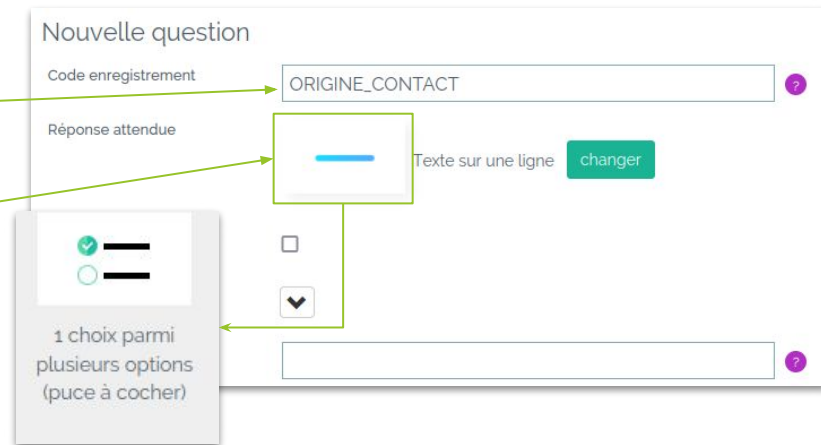 Nouvelle question
Code enregistrement
ORIGINE_CONTACT
?
Réponse attendue
Texte sur une ligne
changer
1 choix parmi
plusieurs options
(puce à cocher)
?